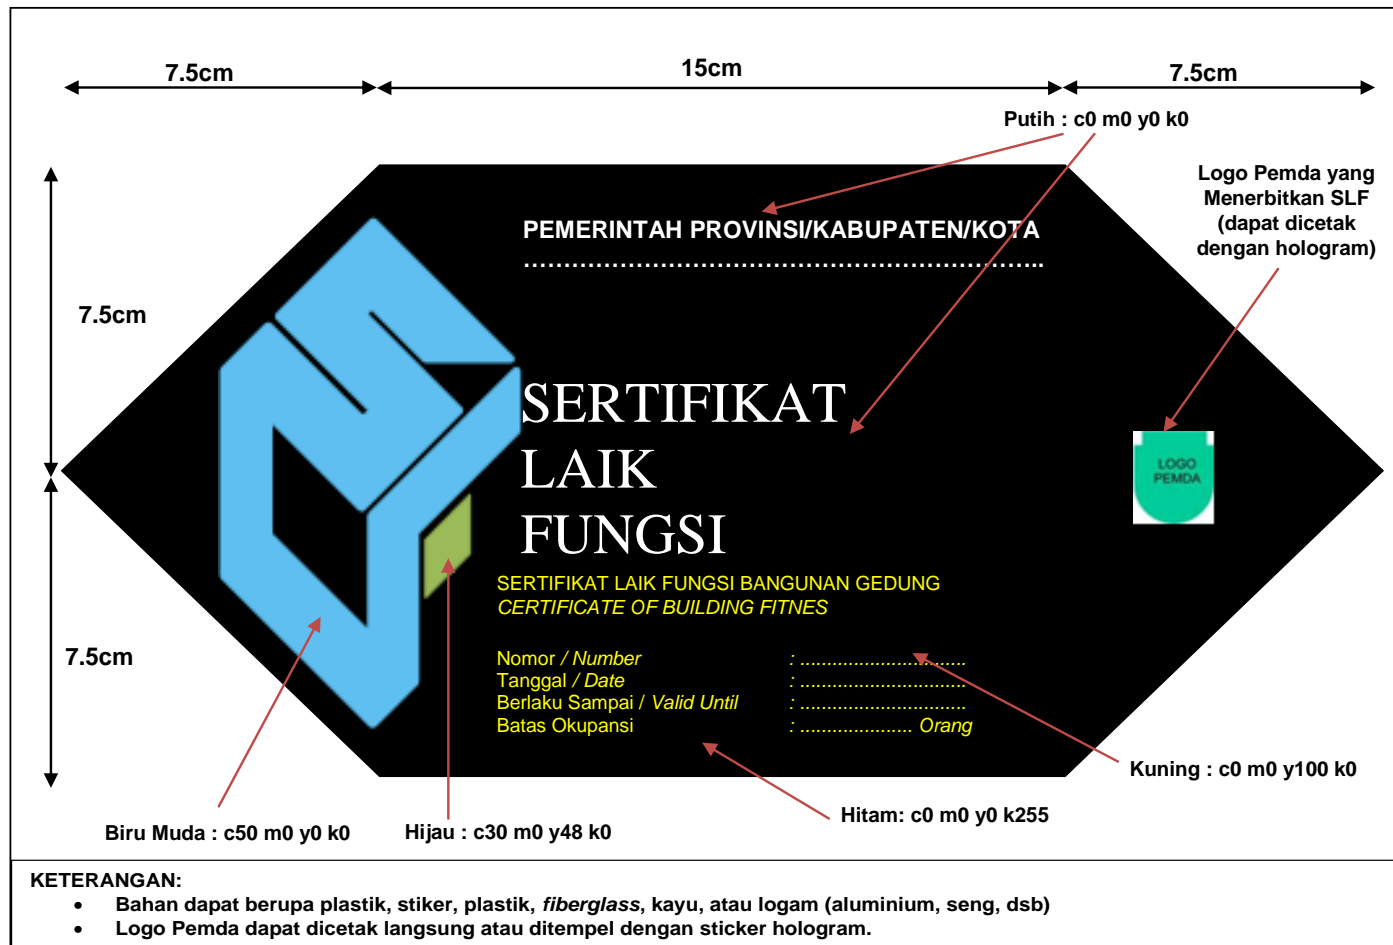 7.5cm
15cm
7.5cm
Putih : c0 m0 y0 k0
Logo Pemda yang
Menerbitkan SLF
(dapat dicetak
dengan hologram)
PEMERINTAH PROVINSI/KABUPATEN/KOTA
................................................................
7.5cm
SERTIFIKAT
LAIK
FUNGSI
LOGO
PEMDA
SERTIFIKAT LAIK FUNGSI BANGUNAN GEDUNG
CERTIFICATE OF BUILDING FITNES
7.5cm
Nomor / Number : ...............................
Tanggal / Date : ...............................
Berlaku Sampai / Valid Until : ...............................
Batas Okupansi : ..................... Orang
Kuning : c0 m0 y100 k0
Hitam: c0 m0 y0 k255
Biru Muda : c50 m0 y0 k0
Hijau : c30 m0 y48 k0
KETERANGAN:
• Bahan dapat berupa plastik, stiker, plastik, fiberglass, kayu, atau logam (aluminium, seng, dsb)
• Logo Pemda dapat dicetak langsung atau ditempel dengan sticker hologram.